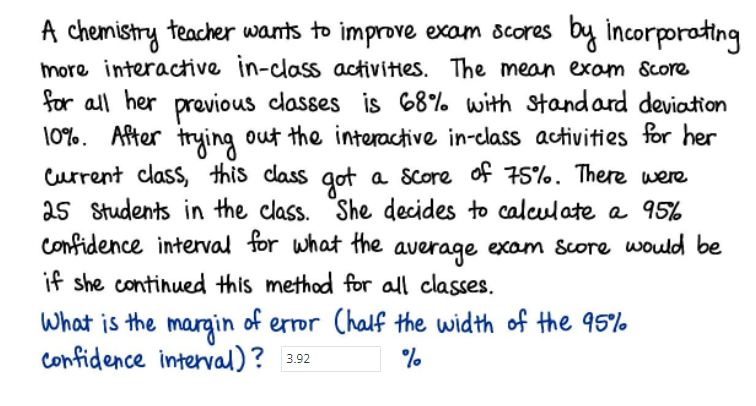 A chemistry teacher wants to improve exam scores by incorporating
more interactive in-class activities. The mean exam score
for all her previous classes is 68% with standard deviation
10%. After trying out the interactive in-class activities for her
current class, this class got a score of 75%. There were
25 students in the class. She decides to calculate a 95%
confidence interval for what the average exam score would be
if she continued this method for all classes.
What is the margin of error (half the width of the 95%
confidence interval)? 3.92 %